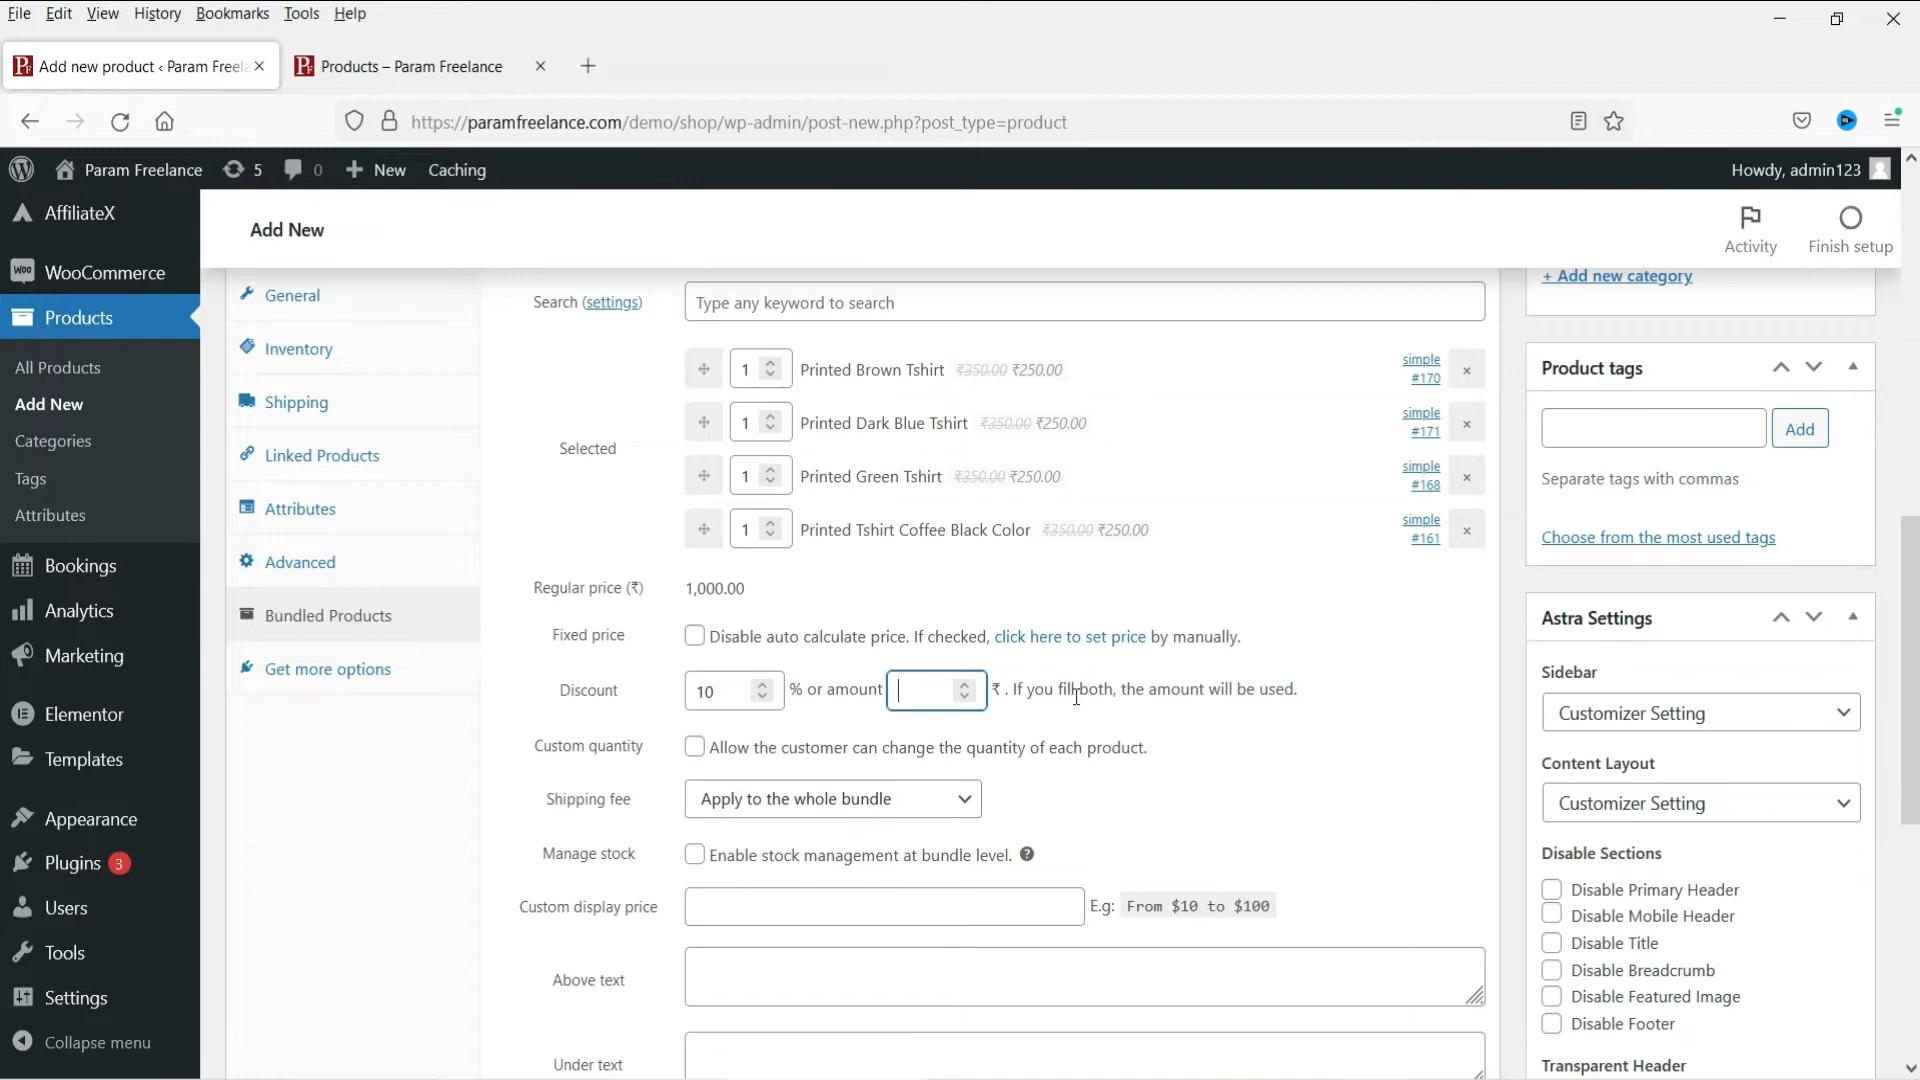 File Edit View History Bookmarks Tools Help
Add new product ‹ Param Freela
Products – Param Freelance
https://paramfreelance.com/demo/shop/wp-admin/post-new.php?post_type=product
Param Freelance 5 0 New Caching Howdy, admin123
AffiliateX
WooCommerce
Products
All Products
Add New
Categories
Tags
Attributes
Bookings
Analytics
Marketing
Elementor
Templates
Appearance
Plugins 3
Users
Tools
Settings
Collapse menu
Add New
Activity
Finish setup
General
Inventory
Shipping
Linked Products
Attributes
Advanced
Bundled Products
Get more options
Search (settings) Type any keyword to search
Selected
1 Printed Brown Tshirt ₹350.00 ₹250.00 simple #170 ×
1 Printed Dark Blue Tshirt ₹350.00 ₹250.00 simple #171 ×
1 Printed Green Tshirt ₹350.00 ₹250.00 simple #168 ×
1 Printed Tshirt Coffee Black Color ₹350.00 ₹250.00 simple #161 ×
Regular price (₹) 1,000.00
Fixed price Disable auto calculate price. If checked, click here to set price by manually.
Discount 10 % or amount ₹ . If you fill both, the amount will be used.
Custom quantity Allow the customer can change the quantity of each product.
Shipping fee Apply to the whole bundle
Manage stock Enable stock management at bundle level.
Custom display price E.g: From $10 to $100
Above text
Under text
+ Add new category
Product tags
Add
Separate tags with commas
Choose from the most used tags
Astra Settings
Sidebar
Customizer Setting
Content Layout
Customizer Setting
Disable Sections
Disable Primary Header
Disable Mobile Header
Disable Title
Disable Breadcrumb
Disable Featured Image
Disable Footer
Transparent Header